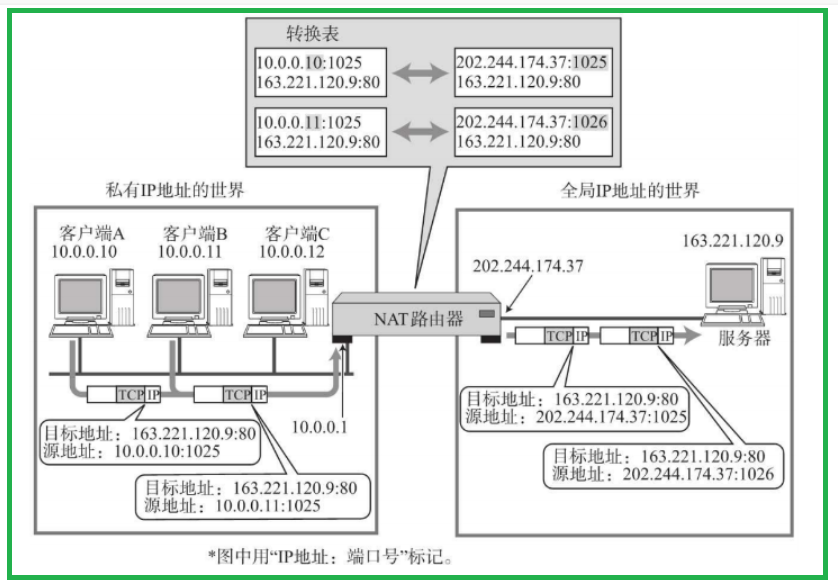 转换表
10.0.0.10:1025
163.221.120.9:80
202.244.174.37:1025
163.221.120.9:80
10.0.0.11:1025
163.221.120.9:80
202.244.174.37:1026
163.221.120.9:80
私有IP地址的世界
全局IP地址的世界
客户端A
10.0.0.10
客户端B
10.0.0.11
客户端C
10.0.0.12
163.221.120.9
202.244.174.37
NAT路由器
服务器
TCP IP
TCP IP
TCP IP
TCP IP
10.0.0.1
目标地址：163.221.120.9:80
源地址：10.0.0.10:1025
目标地址：163.221.120.9:80
源地址：10.0.0.11:1025
目标地址：163.221.120.9:80
源地址：202.244.174.37:1025
目标地址：163.221.120.9:80
源地址：202.244.174.37:1026
*图中用“IP地址：端口号”标记。